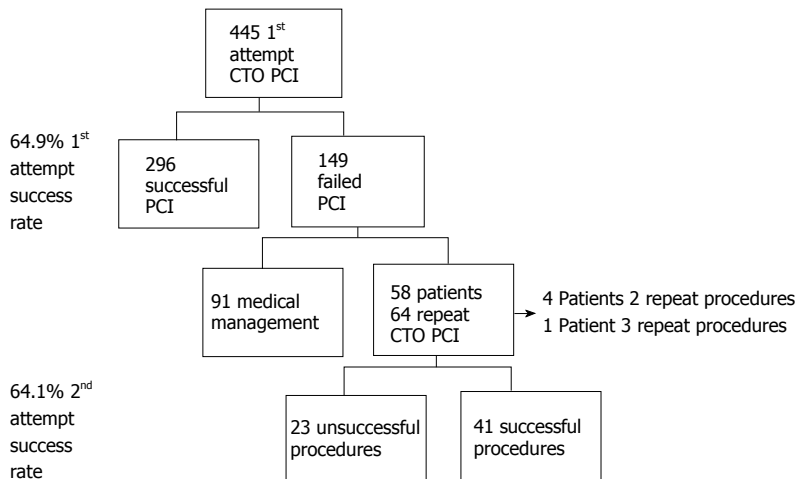 445 1st
attempt
CTO PCI
64.9% 1st
attempt
success
rate
296
successful
PCI
149
failed
PCI
91 medical
management
58 patients
64 repeat
CTO PCI
4 Patients 2 repeat procedures
1 Patient 3 repeat procedures
64.1% 2nd
attempt
success
rate
23 unsuccessful
procedures
41 successful
procedures